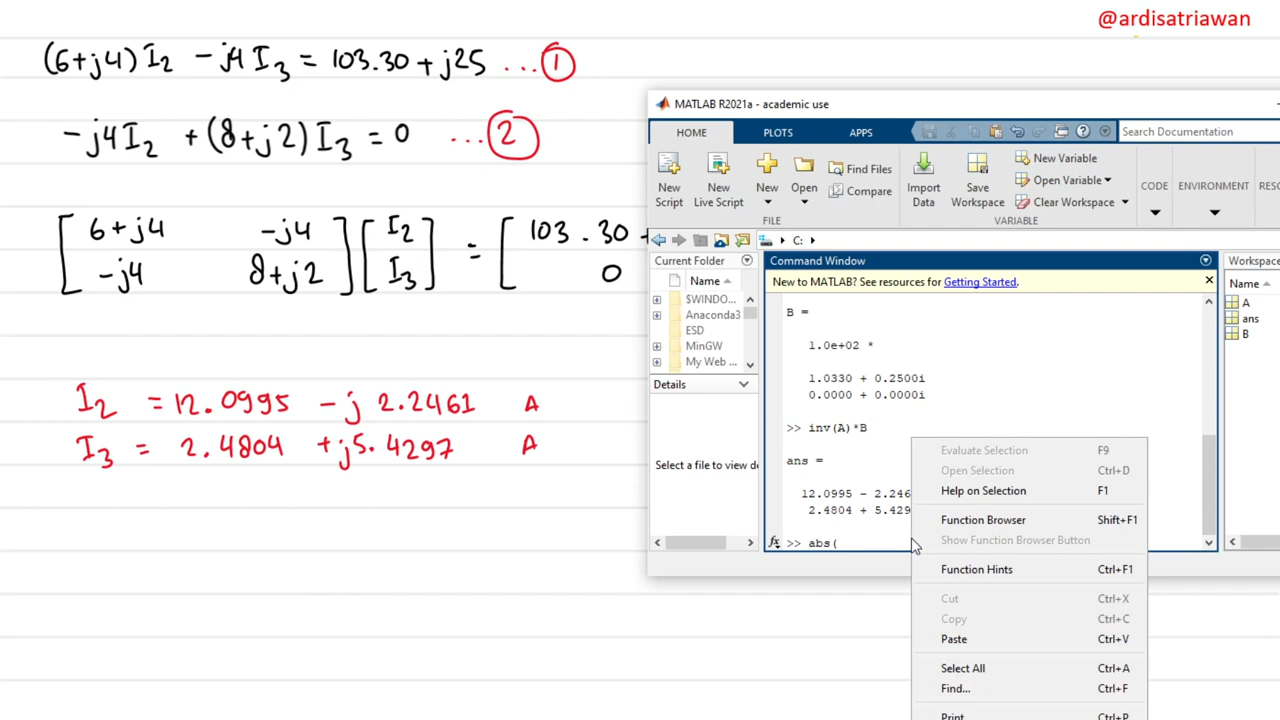 @ardisatriawan
(6+j4)I2 - j4I3 = 103.30 + j25 ... 1
-j4I2 + (8+j2)I3 = 0 ... 2
[6+j4 -j4] [I2] = [103.30 +
[-j4 8+j2] [I3] [0
I2 = 12.0995 - j 2.2461 A
I3 = 2.4804 + j5.4297 A
MATLAB R2021a - academic use
HOME PLOTS APPS Search Documentation
New Script
New Live Script
New
Open
Find Files
Compare
FILE
Import Data
Save Workspace
New Variable
Open Variable
Clear Workspace
VARIABLE
CODE
ENVIRONMENT
RESO
C:
Current Folder
Name
$WINDO...
Anaconda3
ESD
MinGW
My Web ...
Details
Select a file to view de
Command Window
New to MATLAB? See resources for Getting Started.
B =
1.0e+02 *
1.0330 + 0.2500i
0.0000 + 0.0000i
>> inv(A)*B
ans =
12.0995 - 2.246
2.4804 + 5.429
fx >> abs(
Workspace
Name
A
ans
B
Evaluate Selection F9
Open Selection Ctrl+D
Help on Selection F1
Function Browser Shift+F1
Show Function Browser Button
Function Hints Ctrl+F1
Cut Ctrl+X
Copy Ctrl+C
Paste Ctrl+V
Select All Ctrl+A
Find... Ctrl+F
Print... Ctrl+P